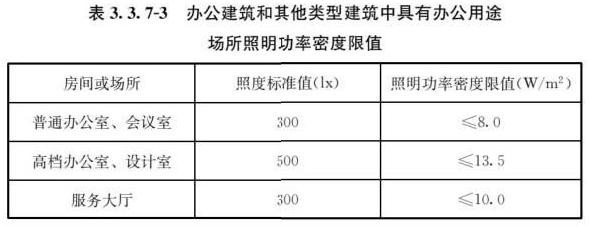 表 3.3.7-3 办公建筑和其他类型建筑中具有办公用途
场所照明功率密度限值
房间或场所 照度标准值(lx) 照明功率密度限值(W/m²)
普通办公室、会议室 300 ≤8.0
高档办公室、设计室 500 ≤13.5
服务大厅 300 ≤10.0